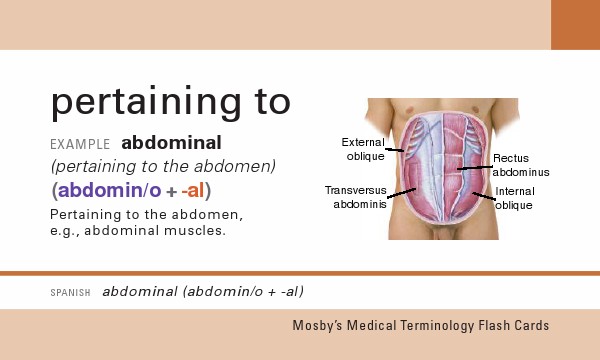 pertaining to
EXAMPLE abdominal
(pertaining to the abdomen)
(abdomin/o + -al)
Pertaining to the abdomen,
e.g., abdominal muscles.
External
oblique
Transversus
abdominis
Rectus
abdominus
Internal
oblique
SPANISH abdominal (abdomin/o + -al)
Mosby's Medical Terminology Flash Cards